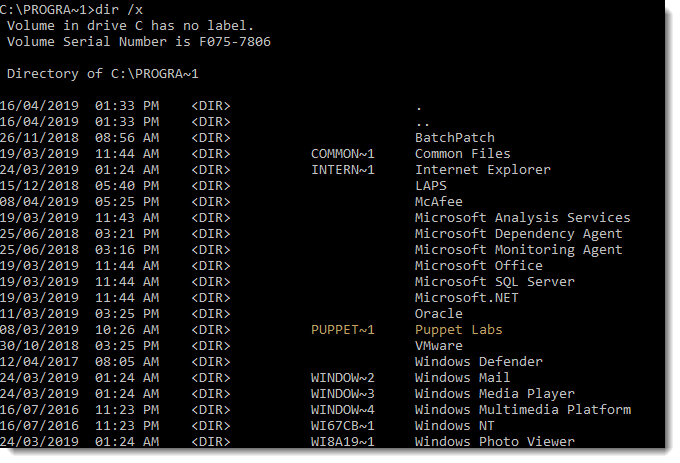 C:\PROGRA~1>dir /x
Volume in drive C has no label.
Volume Serial Number is F075-7806
Directory of C:\PROGRA~1
16/04/2019 01:33 PM <DIR> .
16/04/2019 01:33 PM <DIR> ..
26/11/2018 08:56 AM <DIR> BatchPatch
19/03/2019 11:44 AM <DIR> COMMON~1 Common Files
24/03/2019 01:24 AM <DIR> INTERN~1 Internet Explorer
15/12/2018 05:40 PM <DIR> LAPS
08/04/2019 05:25 PM <DIR> McAfee
19/03/2019 11:43 AM <DIR> Microsoft Analysis Services
25/06/2018 03:21 PM <DIR> Microsoft Dependency Agent
25/06/2018 03:16 PM <DIR> Microsoft Monitoring Agent
19/03/2019 11:44 AM <DIR> Microsoft Office
19/03/2019 11:44 AM <DIR> Microsoft SQL Server
19/03/2019 11:44 AM <DIR> Microsoft.NET
11/03/2019 03:25 PM <DIR> Oracle
08/03/2019 10:26 AM <DIR> PUPPET~1 Puppet Labs
30/10/2018 03:25 PM <DIR> VMware
12/04/2017 08:05 AM <DIR> Windows Defender
24/03/2019 01:24 AM <DIR> WINDOW~2 Windows Mail
24/03/2019 01:24 AM <DIR> WINDOW~3 Windows Media Player
16/07/2016 11:23 PM <DIR> WINDOW~4 Windows Multimedia Platform
16/07/2016 11:23 PM <DIR> WI67CB~1 Windows NT
24/03/2019 01:24 AM <DIR> WI8A19~1 Windows Photo Viewer